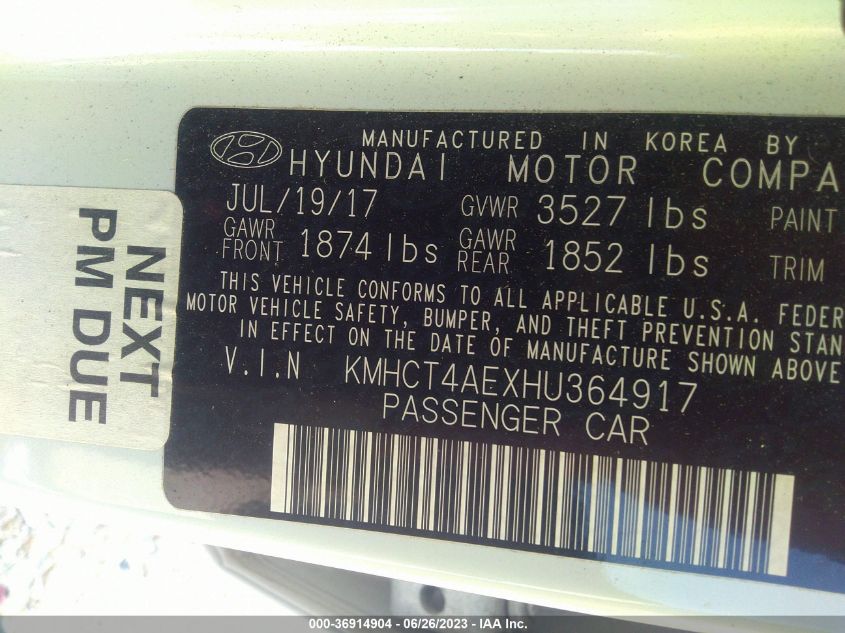 MANUFACTURED IN KOREA BY
HYUNDAI MOTOR COMPA
JUL/19/17 GVWR 3527 lbs PAINT
GAWR FRONT 1874 lbs GAWR REAR 1852 lbs TRIM
THIS VEHICLE CONFORMS TO ALL APPLICABLE U.S.A. FEDER
MOTOR VEHICLE SAFETY, BUMPER, AND THEFT PREVENTION STAN
IN EFFECT ON THE DATE OF MANUFACTURE SHOWN ABOVE
V.I.N KMHCT4AEXHU364917
PASSENGER CAR
NEXT
PM DUE
000-36914904 - 06/26/2023 - IAA Inc.